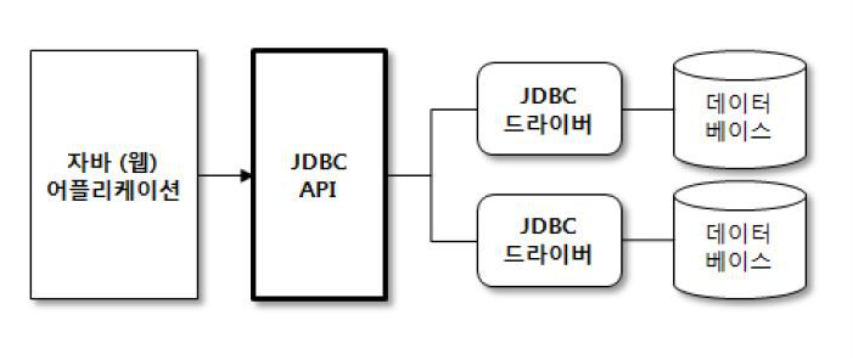 자바 (웹)
어플리케이션
JDBC
API
JDBC
드라이버
데이터
베이스
JDBC
드라이버
데이터
베이스